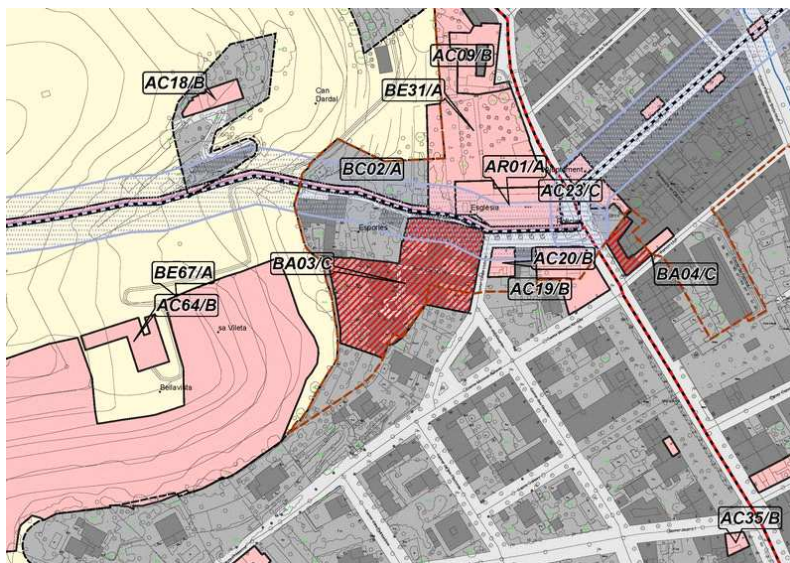 AC09/B
AC18/B
BE31/A
Can
Dardal
BC02/A
AR01/A
AC23/C
Església
Esporles
BA03/C
AC20/B
BE67/A
BA04/C
AC19/B
AC64/B
sa Vileta
Bellavista
AC35/B